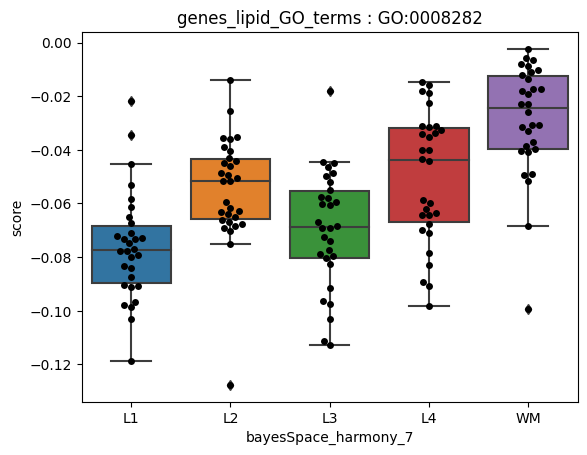 genes_lipid_GO_terms : GO:0008282
0.00
−0.02
−0.04
−0.06
−0.08
−0.10
−0.12
score
L1 L2 L3 L4 WM
bayesSpace_harmony_7